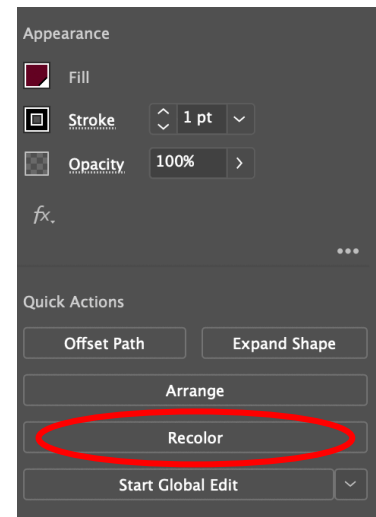 Appearance
Fill
Stroke 1 pt
Opacity 100%
fx.
Quick Actions
Offset Path Expand Shape
Arrange
Recolor
Start Global Edit